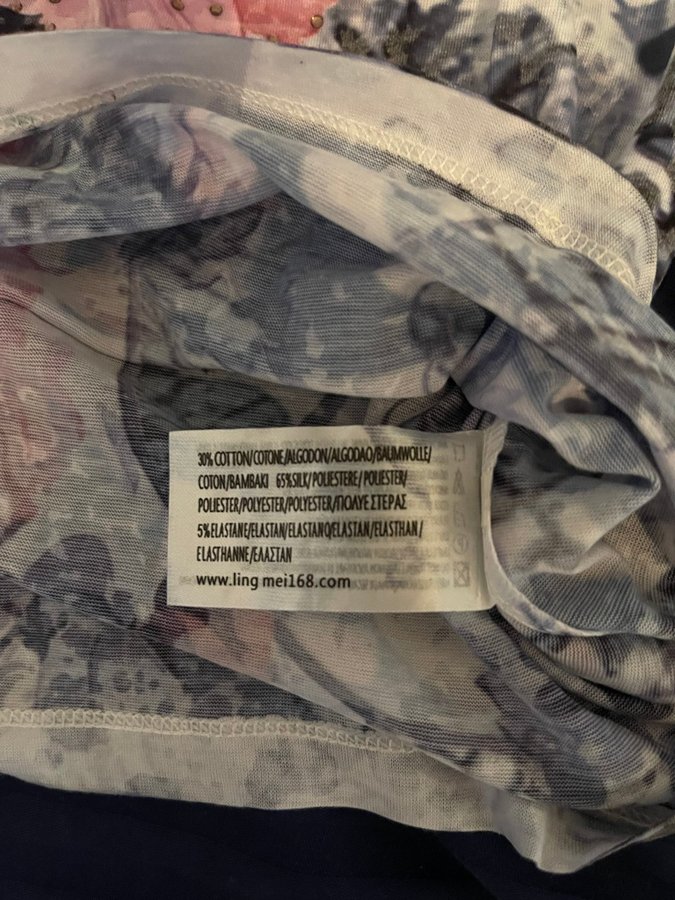 30% COTTON/COTONE/ALGODON/ALGODAO/BAUMWOLLE/
COTON/BAMBAKI 65%SILK/POLIESTERE/POLIESTER/
POLIESTER/POLYESTER/POLYESTER/ΠΟΛΥΕΣΤΕΡΑΣ
5%ELASTANE/ELASTAN/ELASTANO/ELASTAN/ELASTHAN/
ELASTHANNE/ΕΛΑΣΤΑΝ
www.ling mei168.com